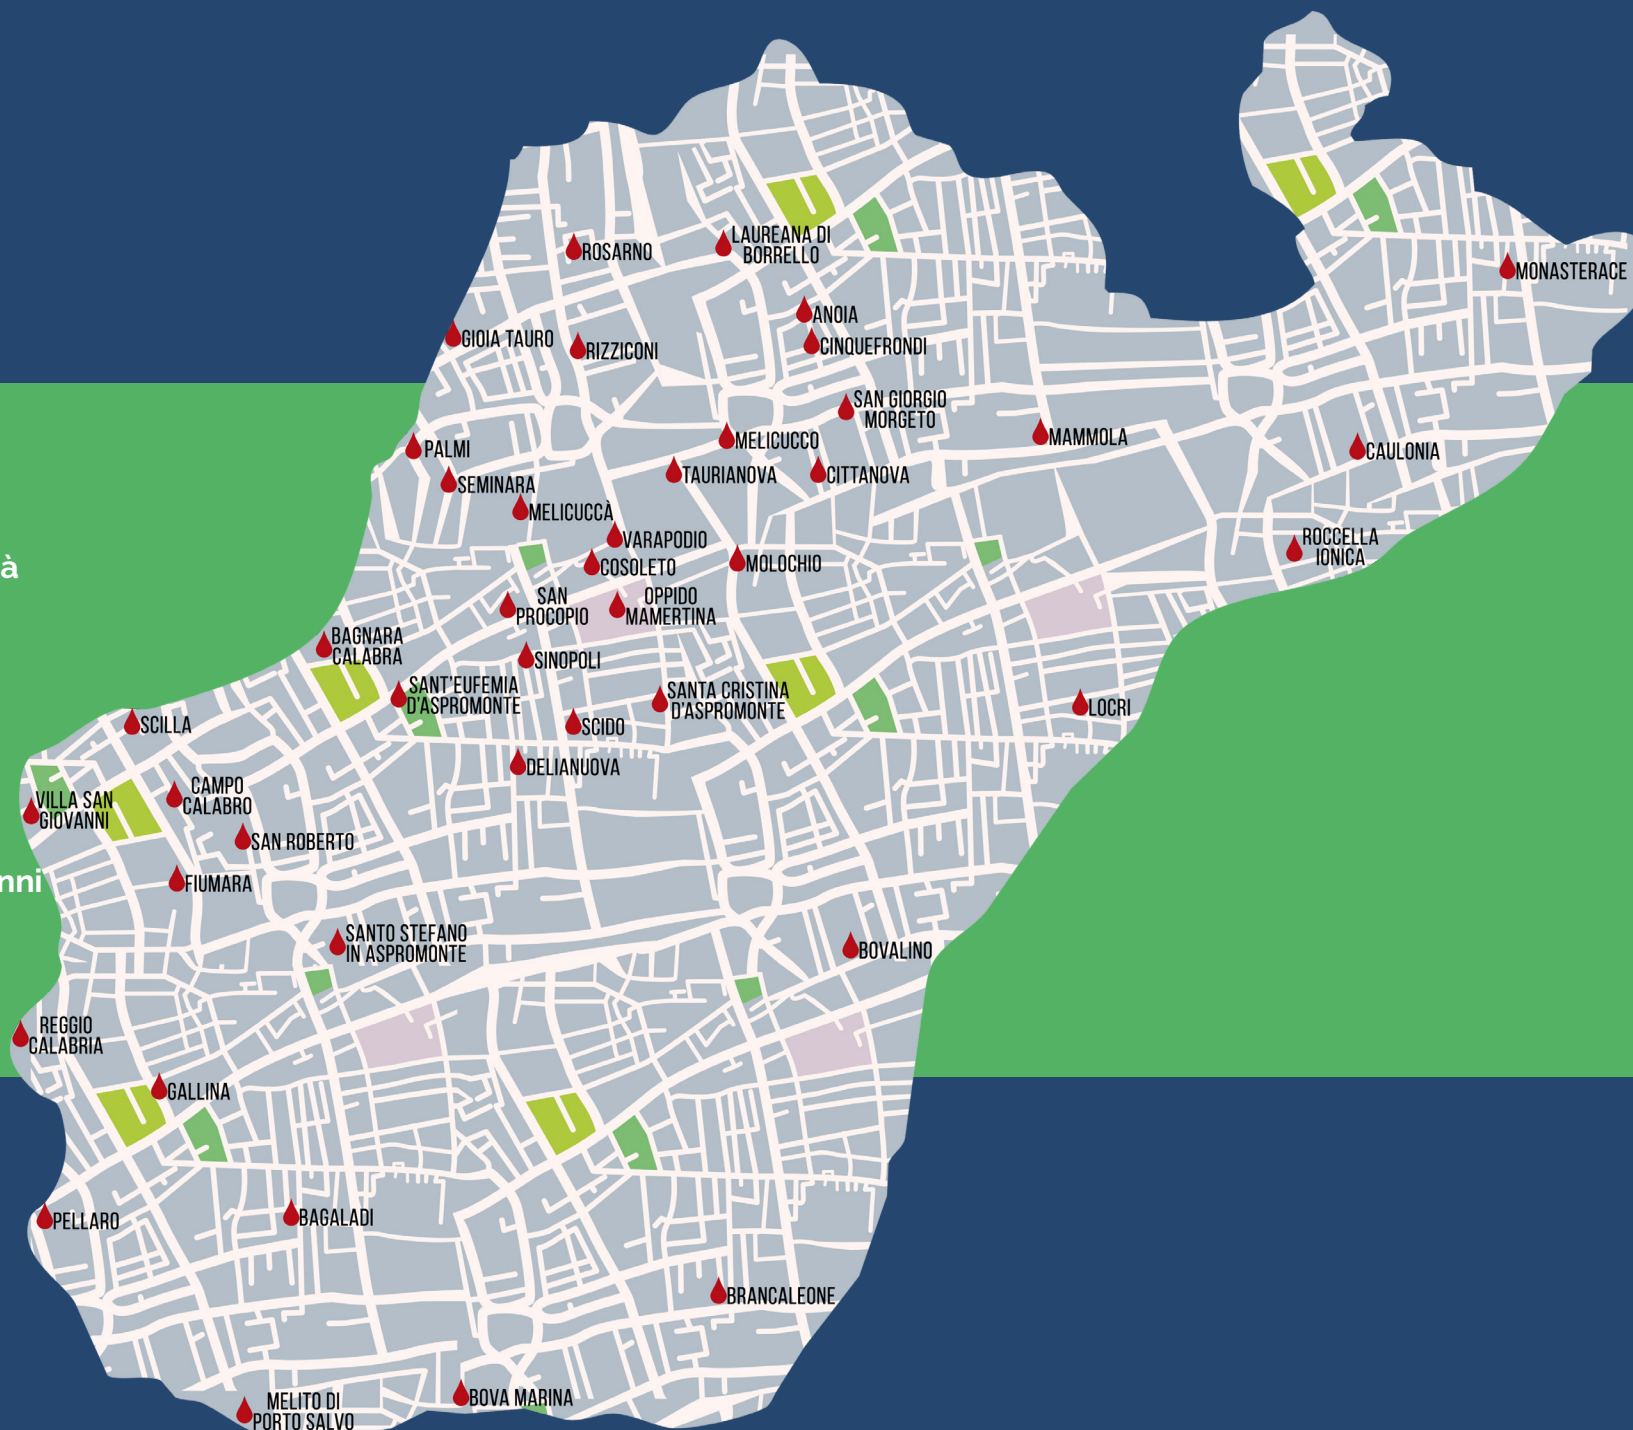 LAUREANA DI
BORRELLO
ROSARNO
MONASTERACE
ANOIA
GIOIA TAURO
CINQUEFRONDI
RIZZICONI
SAN GIORGIO
MORGETO
MAMMOLA
MELICUCCO
PALMI
CAULONIA
TAURIANOVA
CITTANOVA
SEMINARA
MELICUCCÀ
VARAPODIO
ROCCELLA
IONICA
COSOLETO
MOLOCHIO
à
SAN
PROCOPIO
OPPIDO
MAMERTINA
BAGNARA
CALABRA
SINOPOLI
SANT'EUFEMIA
D'ASPROMONTE
SANTA CRISTINA
D'ASPROMONTE
LOCRI
SCILLA
SCIDO
DELIANUOVA
CAMPO
CALABRO
VILLA SAN
GIOVANNI
SAN ROBERTO
nni
FIUMARA
SANTO STEFANO
IN ASPROMONTE
BOVALINO
REGGIO
CALABRIA
GALLINA
PELLARO
BAGALADI
BRANCALEONE
BOVA MARINA
MELITO DI
PORTO SALVO